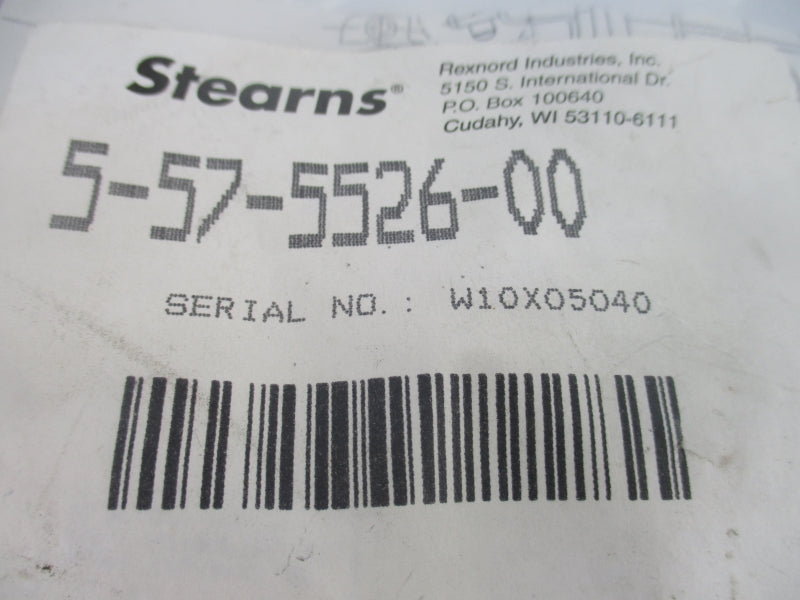 Stearns®
Rexnord Industries, Inc.
5150 S. International Dr.
P.O. Box 100640
Cudahy, WI 53110-6111
5-57-5526-00
SERIAL NO.: W10X05040